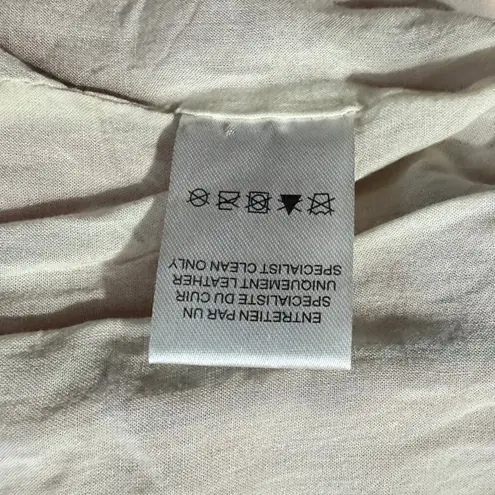 ENTRETIEN PAR UN
SPECIALISTE DU CUIR
UNIQUEMENT LEATHER
SPECIALIST CLEAN ONLY